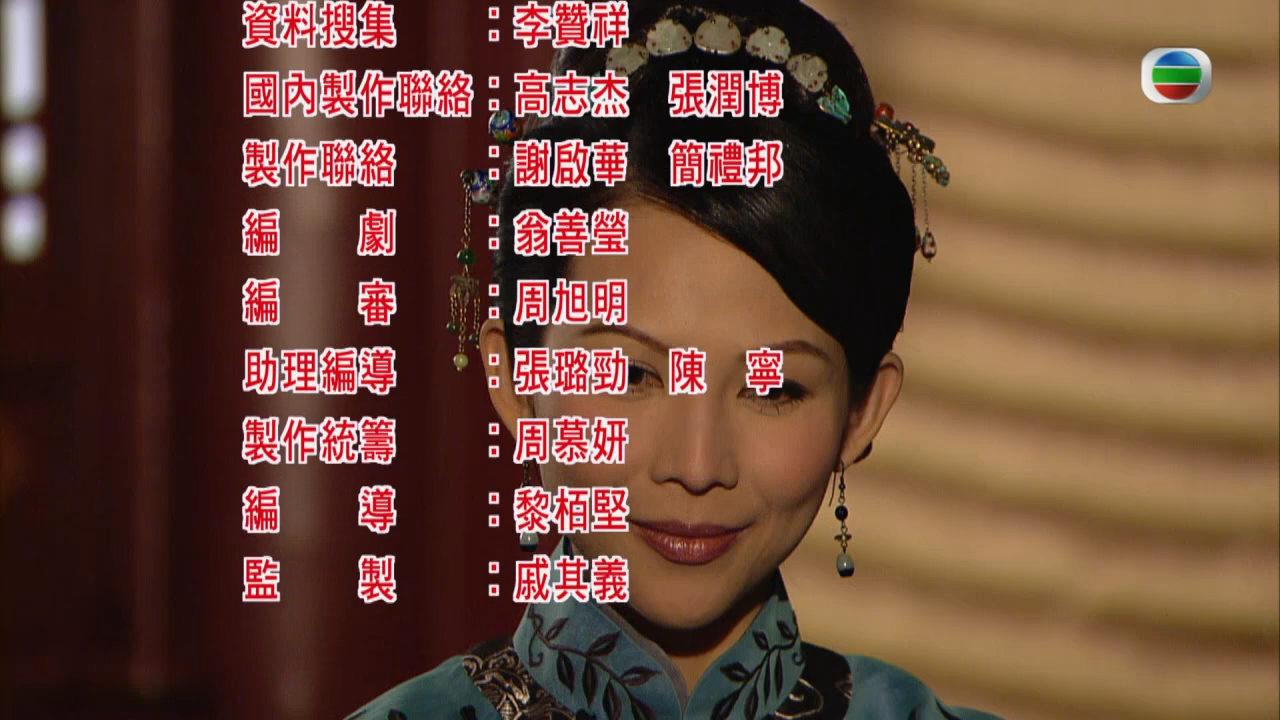 資料搜集　　：李贊祥
國內製作聯絡：高志杰　張潤博
製作聯絡　　：謝啟華　簡禮邦
編　　劇　　：翁善瑩
編　　審　　：周旭明
助理編導　　：張璐勁　陳　寧
製作統籌　　：周慕妍
編　　導　　：黎栢堅
監　　製　　：戚其義